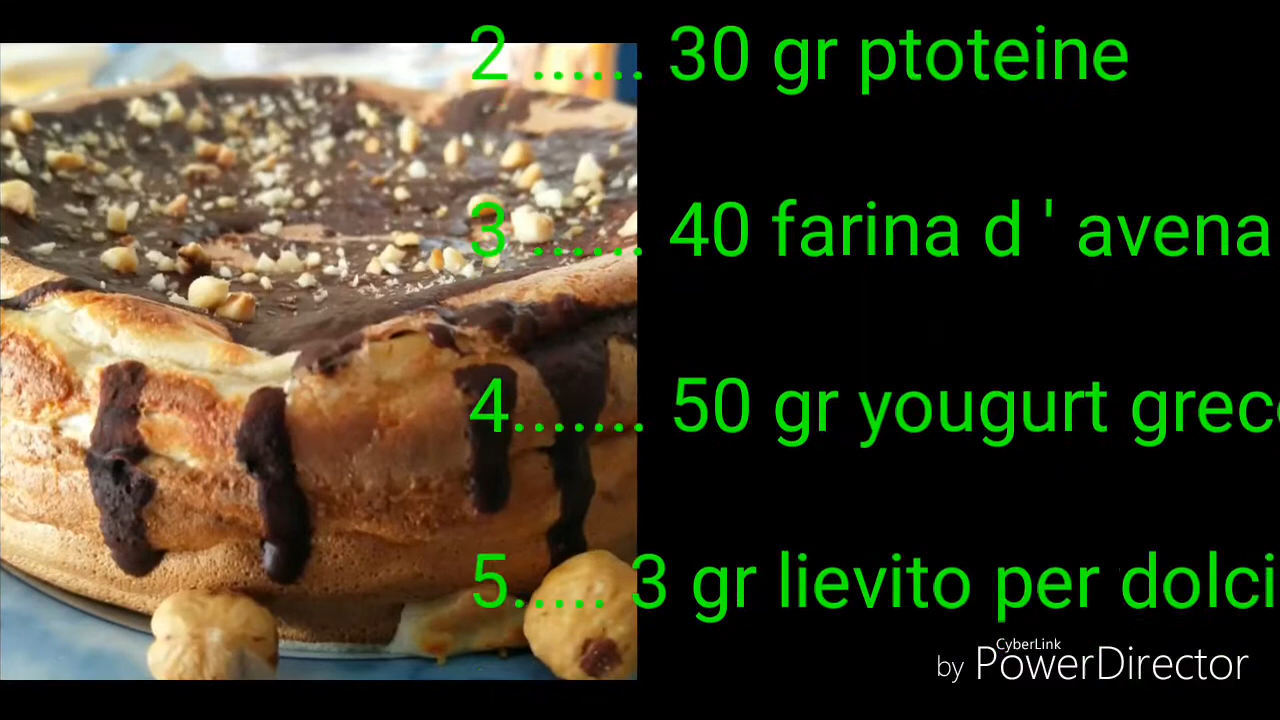 2 ...... 30 gr ptoteine
3 ...... 40 farina d ' avena
4....... 50 gr yougurt grec
5..... 3 gr lievito per dolci
CyberLink
by PowerDirector